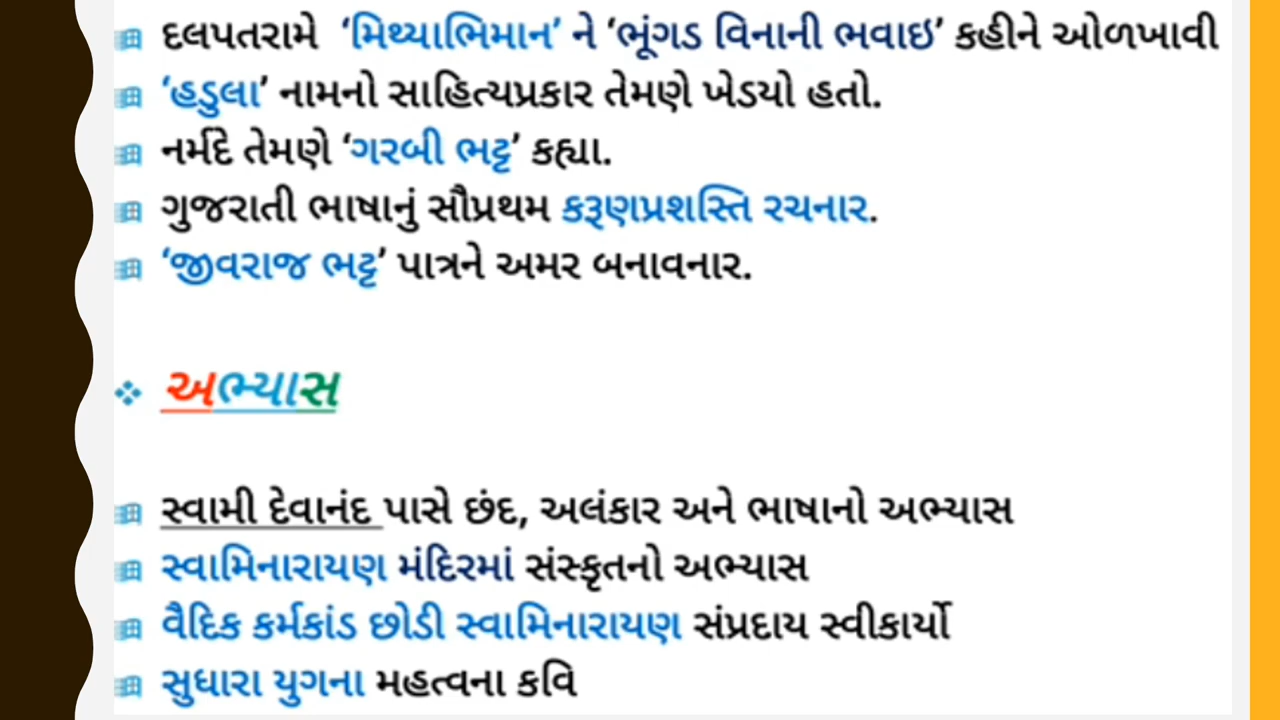 દલપતરામે ‘મિથ્યાભિમાન’ ને ‘ભૂંગડ વિનાની ભવાઇ’ કહીને ઓળખાવી
‘હડુલા’ નામનો સાહિત્યપ્રકાર તેમણે ખેડયો હતો.
નર્મદે તેમણે ‘ગરબી ભટ્ટ’ કહ્યા.
ગુજરાતી ભાષાનું સૌપ્રથમ કરૂણપ્રશસ્તિ રચનાર.
‘જીવરાજ ભટ્ટ’ પાત્રને અમર બનાવનાર.
અભ્યાસ
સ્વામી દેવાનંદ પાસે છંદ, અલંકાર અને ભાષાનો અભ્યાસ
સ્વામિનારાયણ મંદિરમાં સંસ્કૃતનો અભ્યાસ
વૈદિક કર્મકાંડ છોડી સ્વામિનારાયણ સંપ્રદાય સ્વીકાર્યો
સુધારા યુગના મહત્વના કવિ